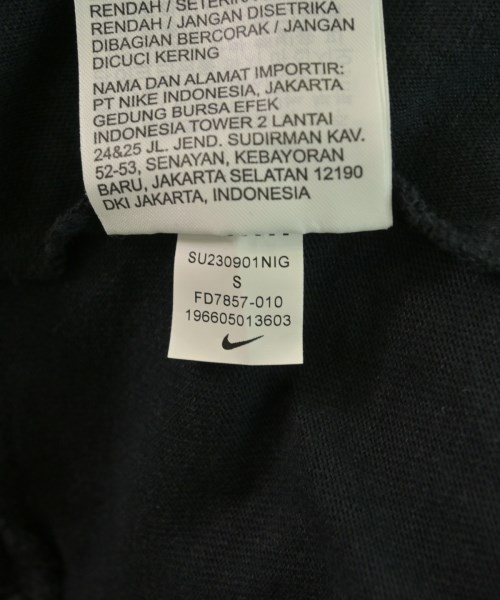 RENDAH / SETERIKA
RENDAH / JANGAN DISETRIKA
DIBAGIAN BERCORAK / JANGAN
DICUCI KERING
NAMA DAN ALAMAT IMPORTIR:
PT NIKE INDONESIA, JAKARTA
GEDUNG BURSA EFEK
INDONESIA TOWER 2 LANTAI
24&25 JL. JEND. SUDIRMAN KAV.
52-53, SENAYAN, KEBAYORAN
BARU, JAKARTA SELATAN 12190
DKI JAKARTA, INDONESIA
SU230901NIG
S
FD7857-010
196605013603